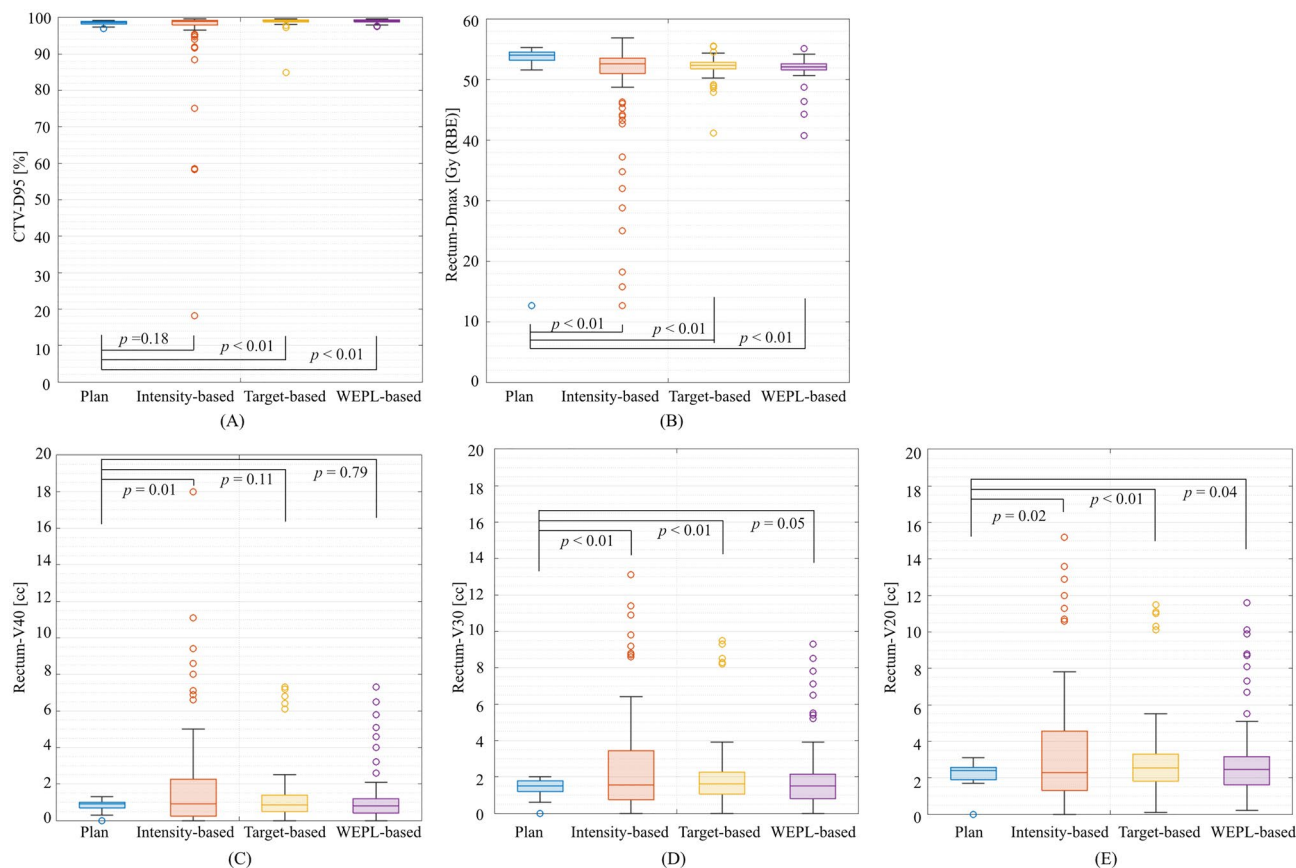 100
90
80
70
60
50
40
30
20
10
0
CTV-D95 [%]
p =0.18
p < 0.01
p < 0.01
Plan Intensity-based Target-based WEPL-based
(A)
60
50
40
30
20
10
0
Rectum-Dmax [Gy (RBE)]
p < 0.01
p < 0.01
p < 0.01
Plan Intensity-based Target-based WEPL-based
(B)
20
18
16
14
12
10
8
6
4
2
0
Rectum-V40 [cc]
p = 0.01
p = 0.11
p = 0.79
Plan Intensity-based Target-based WEPL-based
(C)
20
18
16
14
12
10
8
6
4
2
0
Rectum-V30 [cc]
p < 0.01
p < 0.01
p = 0.05
Plan Intensity-based Target-based WEPL-based
(D)
20
18
16
14
12
10
8
6
4
2
0
Rectum-V20 [cc]
p = 0.02
p < 0.01
p = 0.04
Plan Intensity-based Target-based WEPL-based
(E)